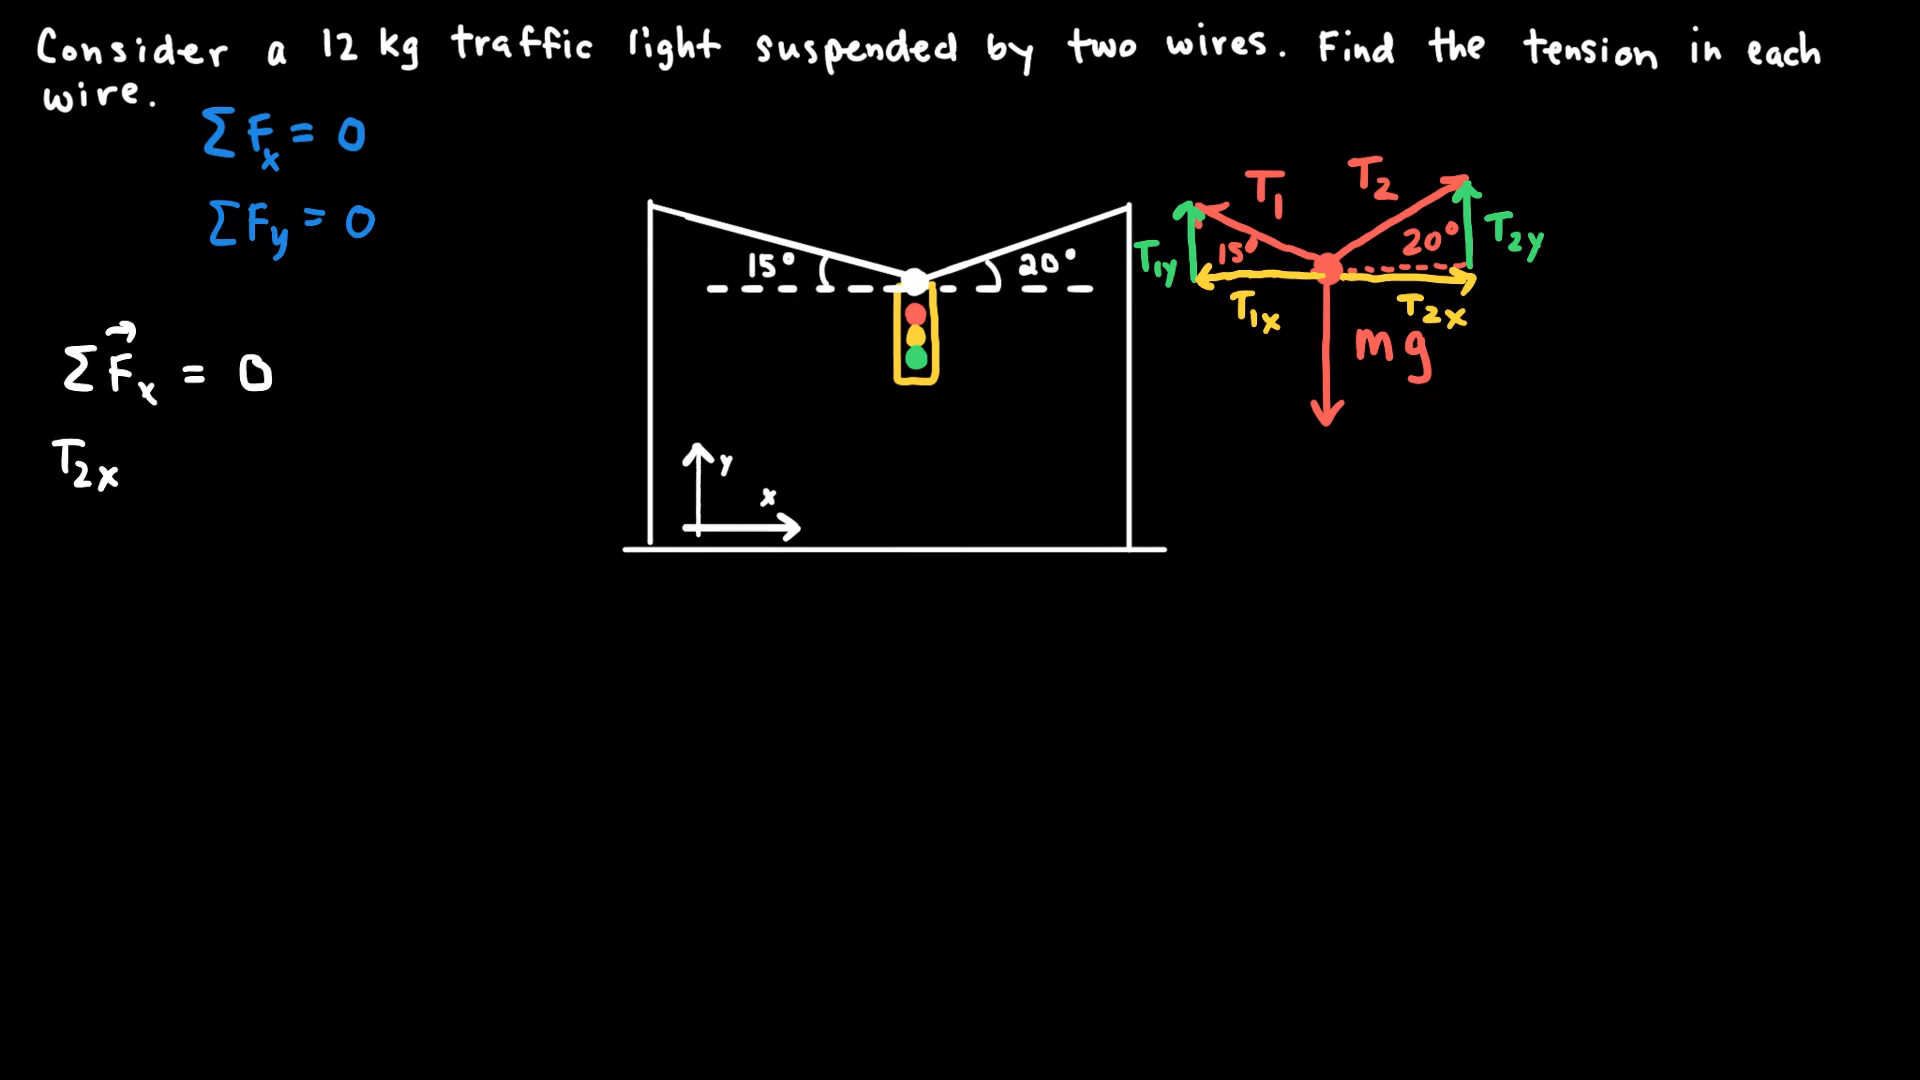 Consider a 12 kg traffic light suspended by two wires. Find the tension in each
wire.
ΣFₓ = 0
ΣF_y = 0
15°
20°
T₁
T₂
T₁y
15°
20°
T₂y
T₁ₓ
T₂ₓ
mg
ΣF⃗ₓ = 0
T₂ₓ
y
x